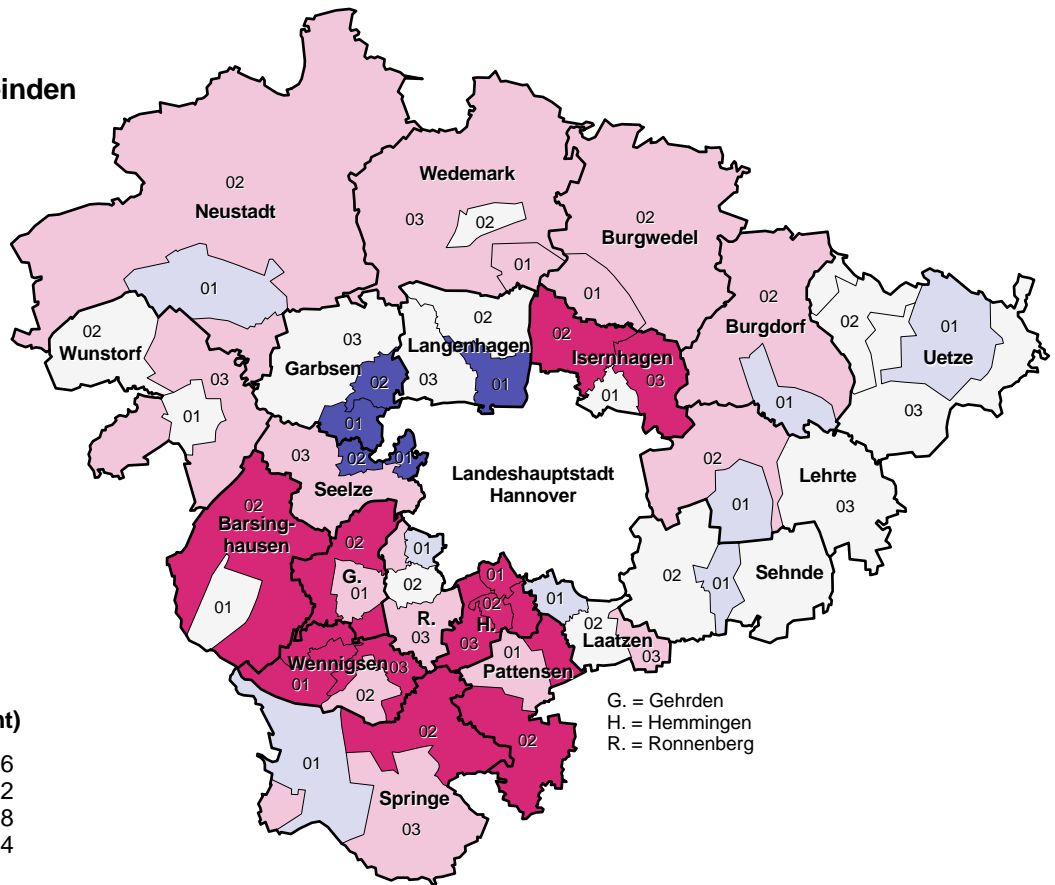 inden
02
Neustadt
01
Wedemark
03
02
01
02
Burgwedel
01
02
Burgdorf
01
02
01
Uetze
03
02
Wunstorf
03
01
03
Garbsen
02
01
02
Langenhagen
03
01
02
Isernhagen
03
01
03
02
01
Seelze
Landeshauptstadt
Hannover
02
01
Lehrte
03
02
Barsing-
hausen
01
02
G.
01
01
02
R.
03
01
02
H.
03
01
02
Laatzen
03
02
01
Sehnde
Wennigsen
03
01
02
01
Pattensen
02
G. = Gehrden
H. = Hemmingen
R. = Ronnenberg
01
02
Springe
03
nt)
6
2
8
4